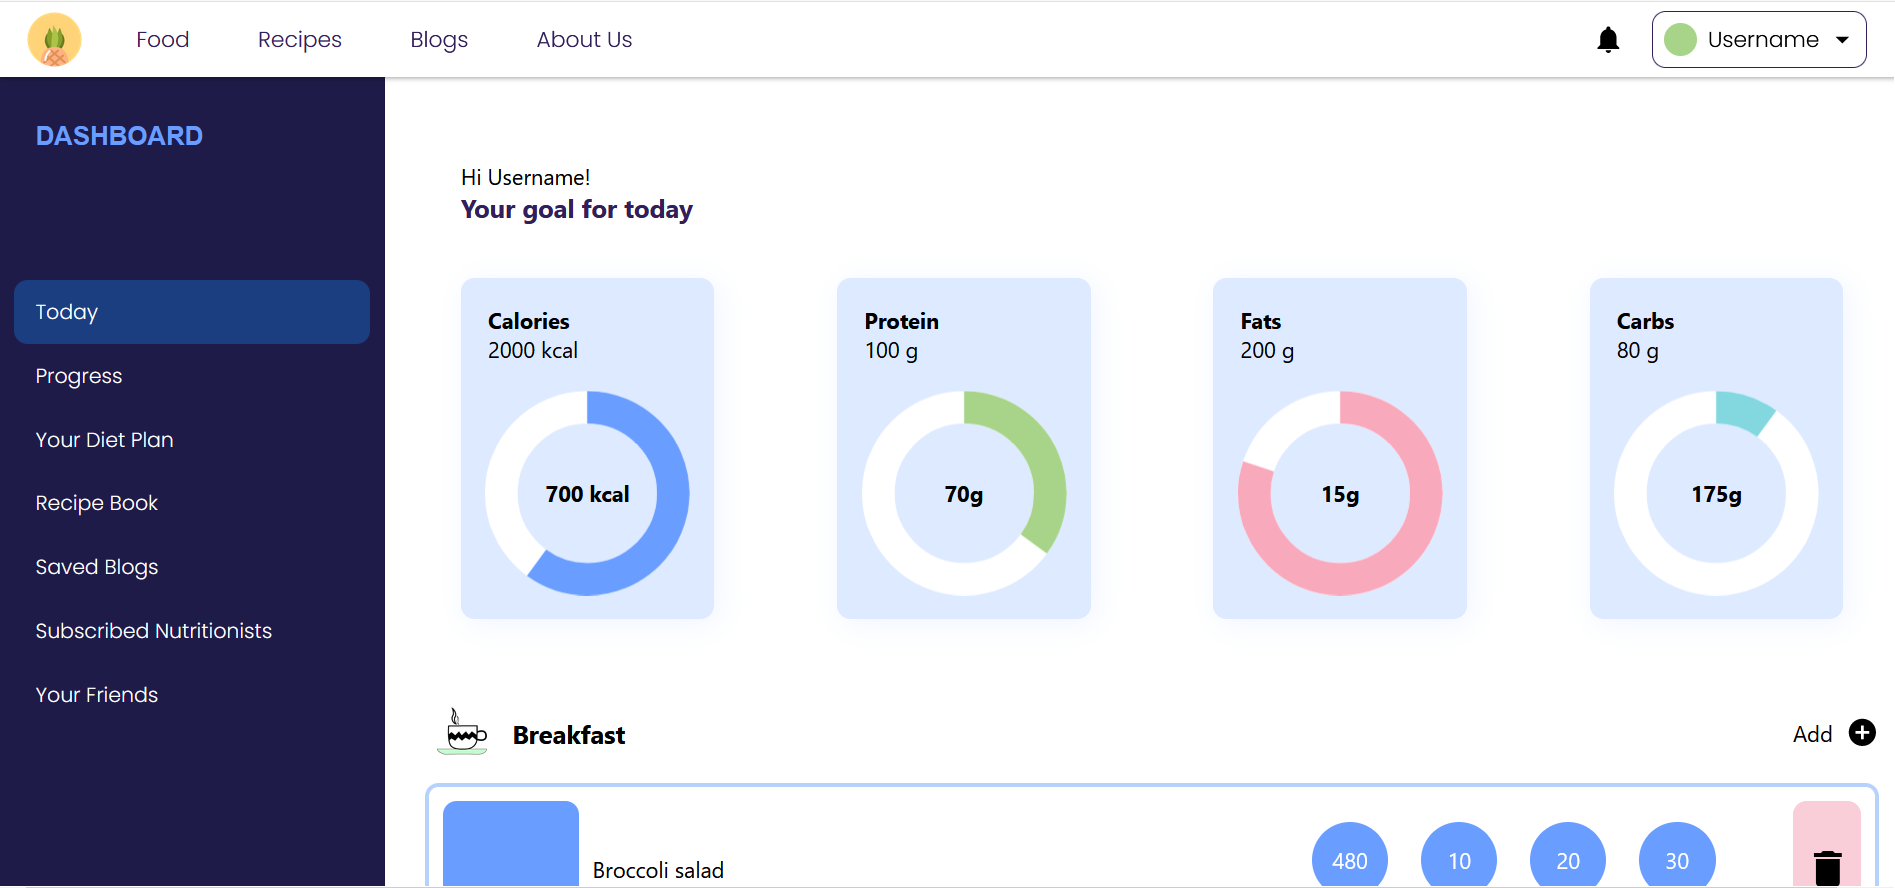 Food
Recipes
Blogs
About Us
Username
DASHBOARD
Today
Progress
Your Diet Plan
Recipe Book
Saved Blogs
Subscribed Nutritionists
Your Friends
Hi Username!
Your goal for today
Calories
2000 kcal
700 kcal
Protein
100 g
70g
Fats
200 g
15g
Carbs
80 g
175g
Breakfast
Add
Broccoli salad
480
10
20
30